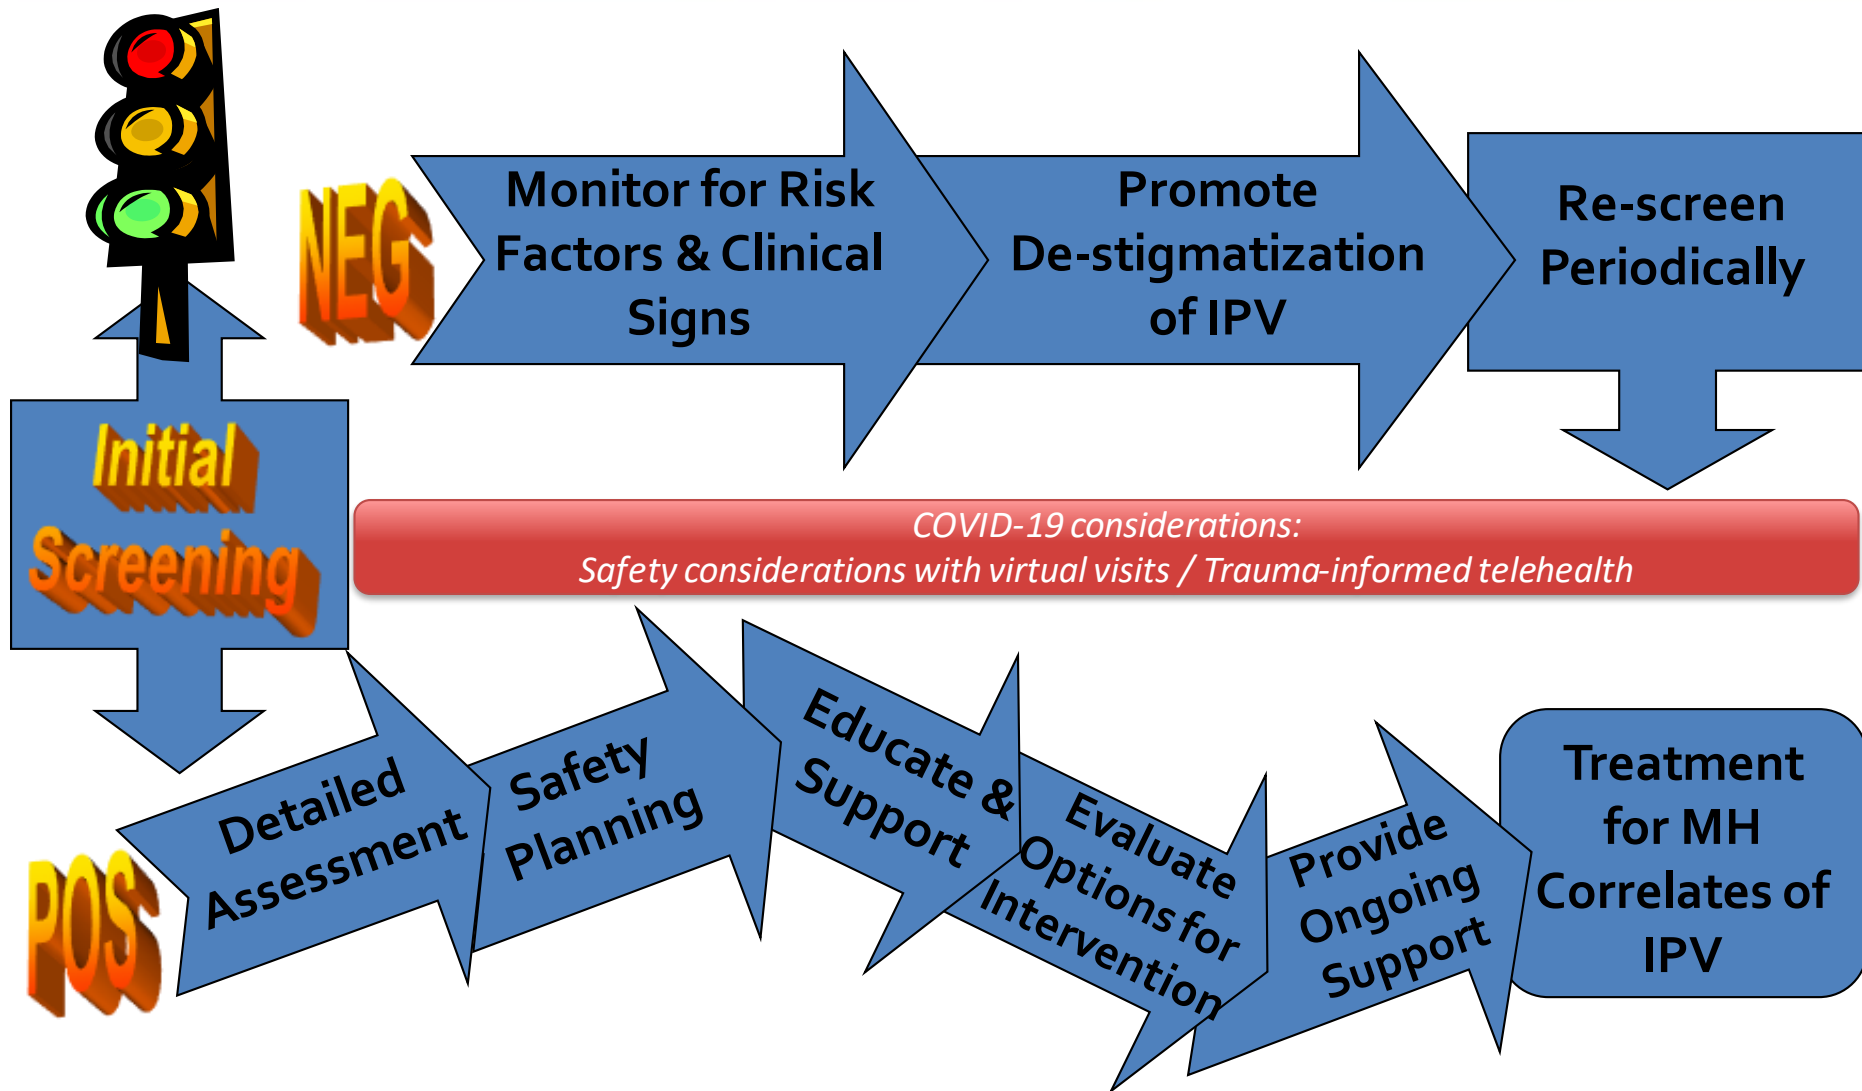 NEG
Monitor for Risk
Factors & Clinical
Signs
Promote
De-stigmatization
of IPV
Re-screen
Periodically
Initial
Screening
COVID-19 considerations:
Safety considerations with virtual visits / Trauma-informed telehealth
POS
Detailed
Assessment
Safety
Planning
Educate &
Support
Evaluate
Options for
Intervention
Provide
Ongoing
Support
Treatment
for MH
Correlates of
IPV